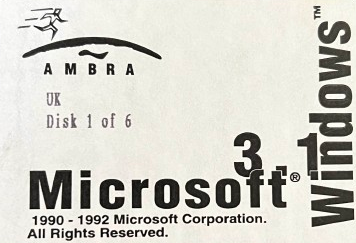 AMBRA
UK
Disk 1 of 6
Microsoft®
3.1
Windows™
1990 - 1992 Microsoft Corporation.
All Rights Reserved.